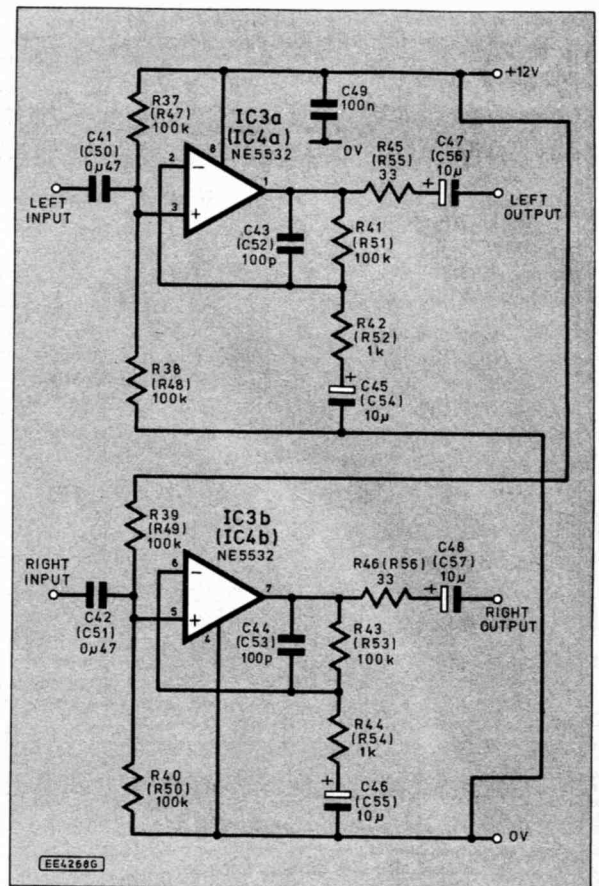 +12V
R37
(R47)
100k
C49
100n
0V
IC3a
(IC4a)
NE5532
C41
(C50)
0µ47
LEFT
INPUT
8
2
−
3
+
1
R45
(R55)
33
C47
(C56)
10µ
+
LEFT
OUTPUT
C43
(C52)
100p
R41
(R51)
100k
R42
(R52)
1k
+
C45
(C54)
10µ
R38
(R48)
100k
R39
(R49)
100k
IC3b
(IC4b)
NE5532
RIGHT
INPUT
C42
(C51)
0µ47
6
−
5
+
4
7
R46(R56)
33
C48
(C57)
10µ
+
RIGHT
OUTPUT
C44
(C53)
100p
R43
(R53)
100k
R44
(R54)
1k
+
C46
(C55)
10µ
R40
(R50)
100k
0V
EE4268G